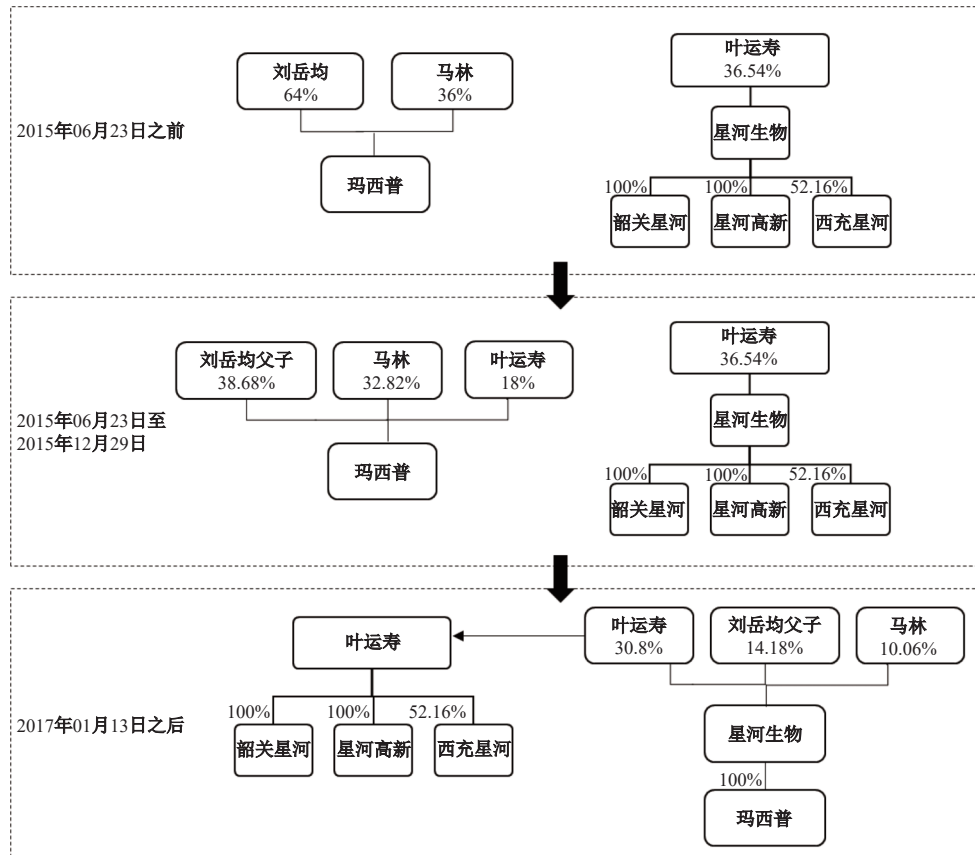 刘岳均
64%
马林
36%
叶运寿
36.54%
2015年06月23日之前
玛西普
星河生物
100%
100%
52.16%
韶关星河
星河高新
西充星河
刘岳均父子
38.68%
马林
32.82%
叶运寿
18%
叶运寿
36.54%
2015年06月23日至
2015年12月29日
玛西普
星河生物
100%
100%
52.16%
韶关星河
星河高新
西充星河
叶运寿
叶运寿
30.8%
刘岳均父子
14.18%
马林
10.06%
2017年01月13日之后
100%
100%
52.16%
韶关星河
星河高新
西充星河
星河生物
100%
玛西普